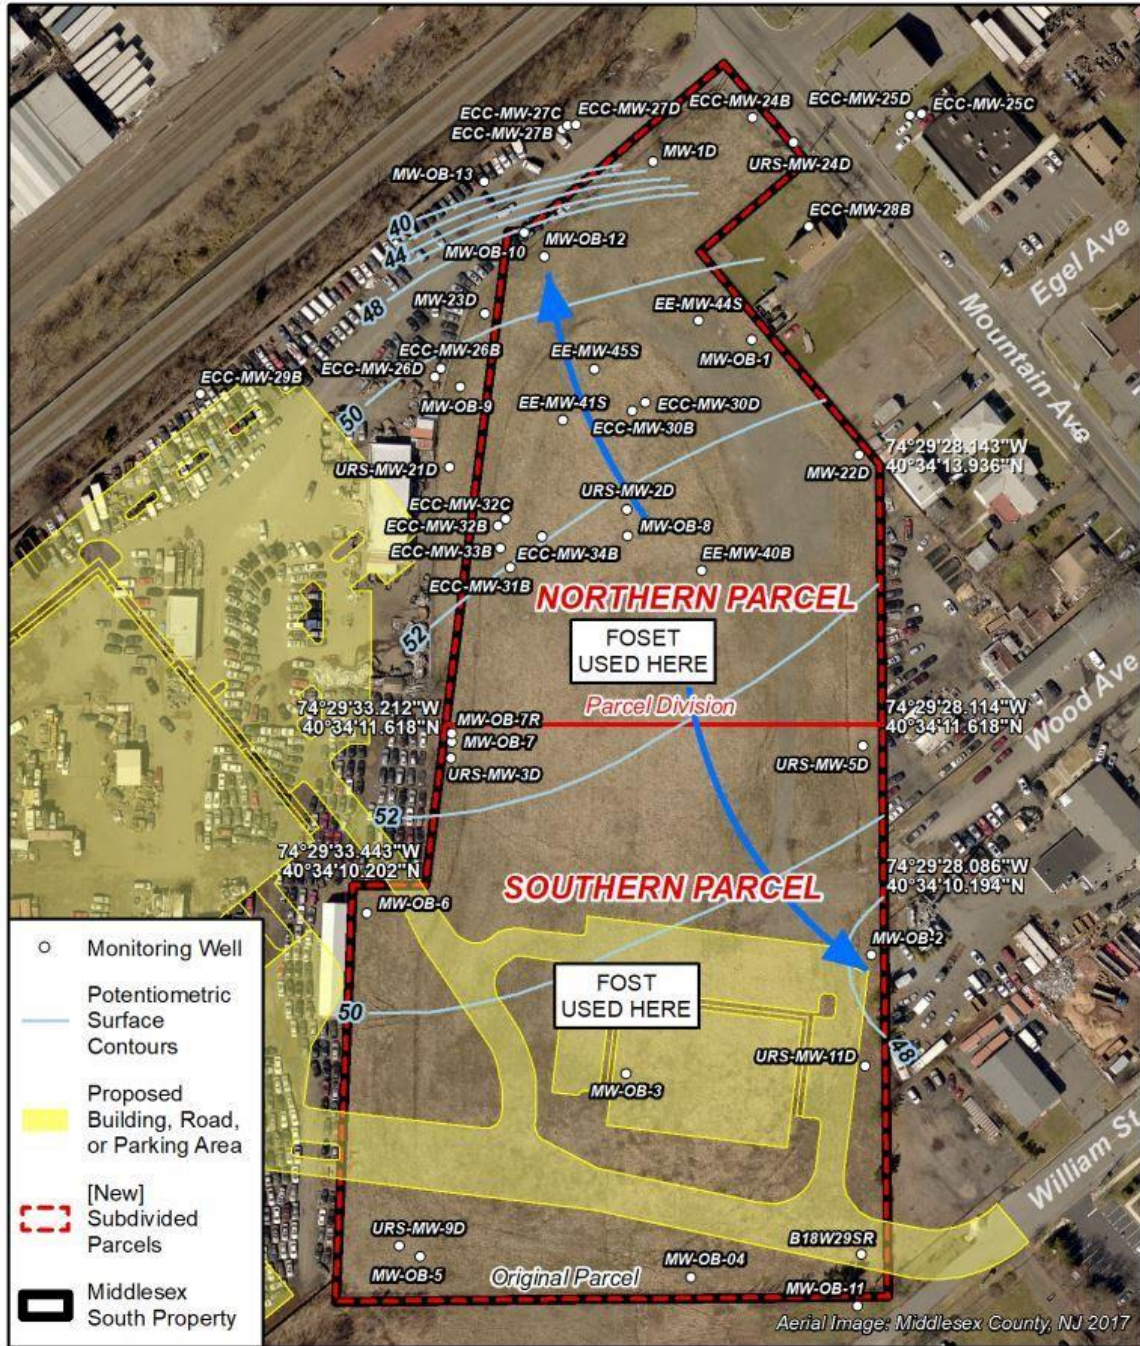 ECC-MW-27C
ECC-MW-27D
ECC-MW-24B
ECC-MW-25D
ECC-MW-25C
ECC-MW-27B
MW-1D
URS-MW-24D
MW-OB-13
40
ECC-MW-28B
Egel Ave
44
MW-OB-10
MW-OB-12
48
MW-23D
EE-MW-44S
Mountain Ave
ECC-MW-26B
EE-MW-45S
MW-OB-1
ECC-MW-29B
ECC-MW-26D
50
MW-OB-9
EE-MW-41S
ECC-MW-30D
ECC-MW-30B
74°29'28.143"W
40°34'13.936"N
URS-MW-21D
MW-22D
URS-MW-2D
ECC-MW-32C
ECC-MW-32B
MW-OB-8
ECC-MW-33B
ECC-MW-34B
EE-MW-40B
ECC-MW-31B
NORTHERN PARCEL
52
FOSET
USED HERE
Wood Ave
74°29'33.212"W
40°34'11.618"N
Parcel Division
74°29'28.114"W
40°34'11.618"N
MW-OB-7R
MW-OB-7
URS-MW-3D
URS-MW-5D
52
74°29'33.443"W
40°34'10.202"N
74°29'28.086"W
40°34'10.194"N
SOUTHERN PARCEL
MW-OB-6
MW-OB-2
FOST
USED HERE
50
48
URS-MW-11D
MW-OB-3
William St
URS-MW-9D
B18W29SR
MW-OB-5
Original Parcel
MW-OB-04
MW-OB-11
Aerial Image: Middlesex County, NJ 2017
Monitoring Well
Potentiometric
Surface
Contours
Proposed
Building, Road,
or Parking Area
[New]
Subdivided
Parcels
Middlesex
South Property